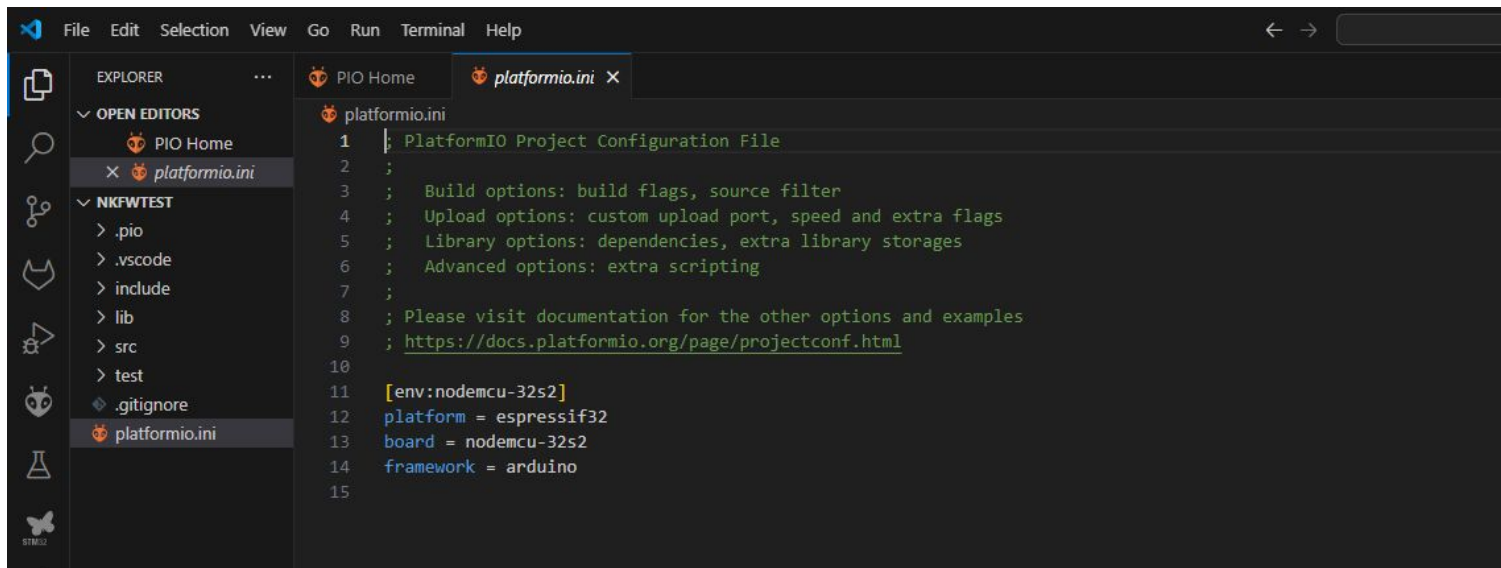 File Edit Selection View Go Run Terminal Help
EXPLORER
OPEN EDITORS
PIO Home
platformio.ini
NKFWTEST
.pio
.vscode
include
lib
src
test
.gitignore
platformio.ini
STM32
PIO Home platformio.ini
platformio.ini
1 ; PlatformIO Project Configuration File
2 ;
3 ;   Build options: build flags, source filter
4 ;   Upload options: custom upload port, speed and extra flags
5 ;   Library options: dependencies, extra library storages
6 ;   Advanced options: extra scripting
7 ;
8 ; Please visit documentation for the other options and examples
9 ; https://docs.platformio.org/page/projectconf.html
10
11 [env:nodemcu-32s2]
12 platform = espressif32
13 board = nodemcu-32s2
14 framework = arduino
15